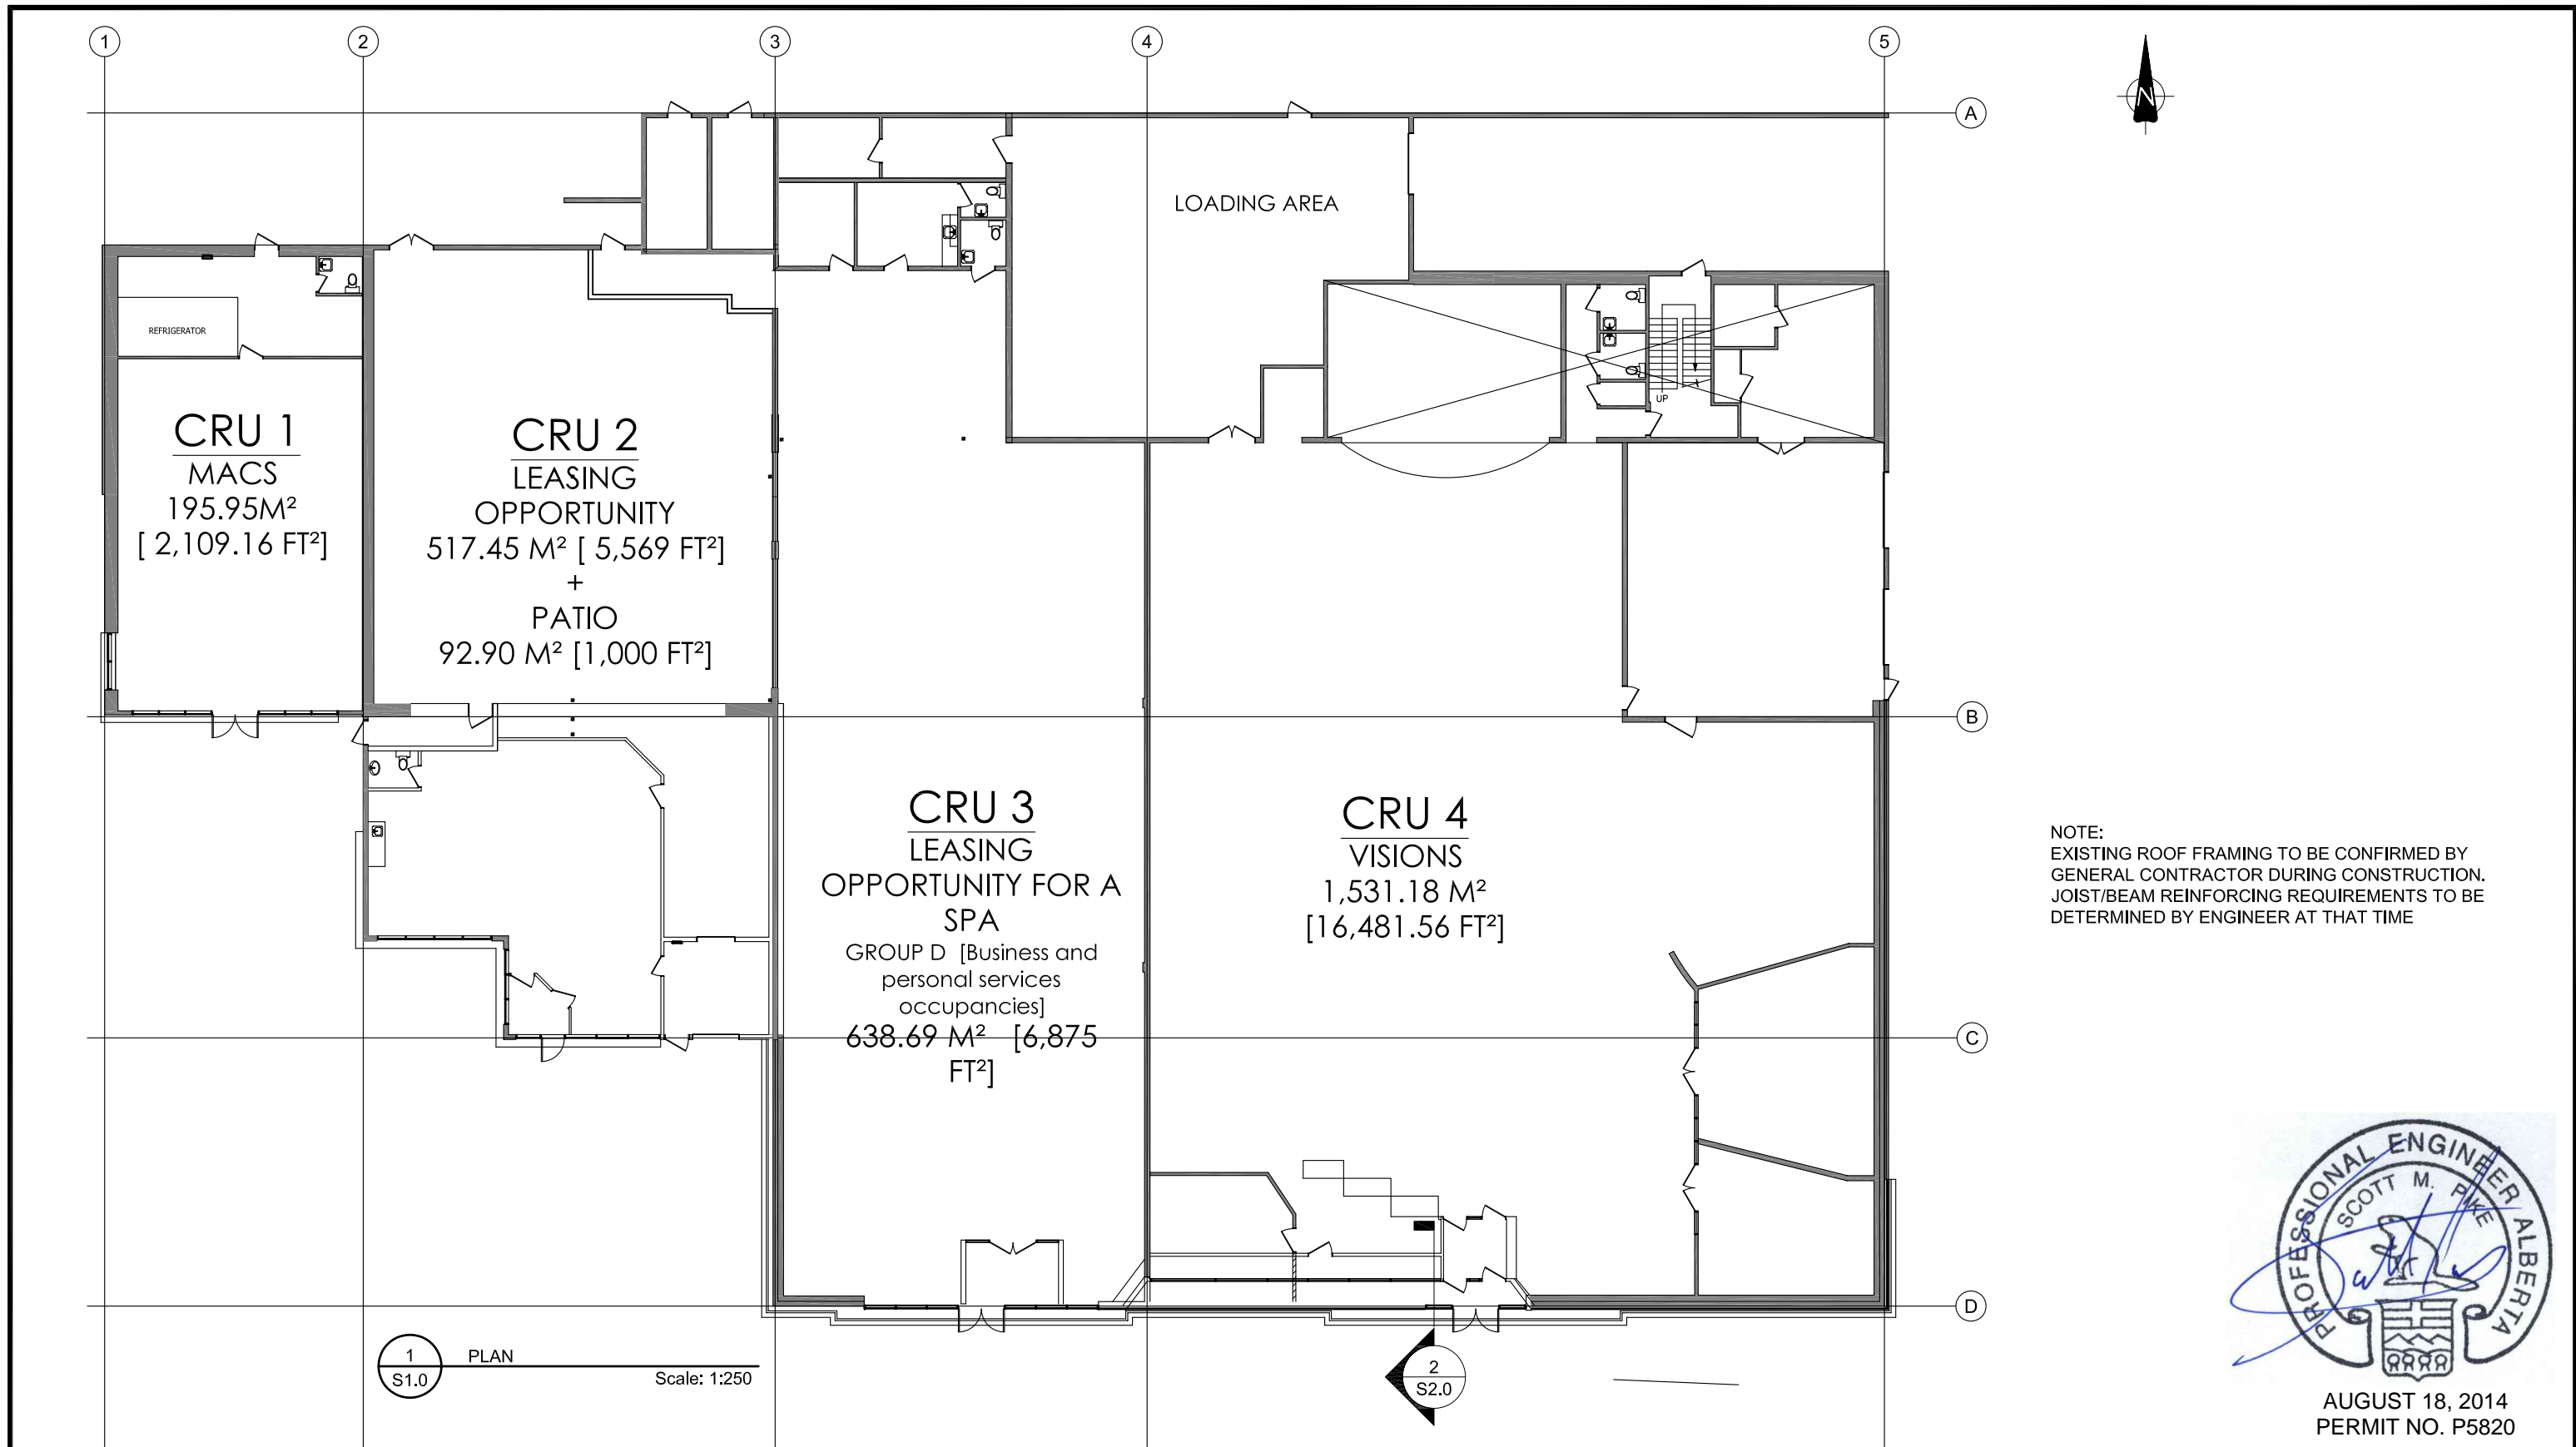 1
2
3
4
5
N
A
LOADING AREA
REFRIGERATOR
UP
CRU 1
MACS
195.95M²
[ 2,109.16 FT²]
CRU 2
LEASING
OPPORTUNITY
517.45 M² [ 5,569 FT²]
+
PATIO
92.90 M² [1,000 FT²]
B
CRU 3
LEASING
OPPORTUNITY FOR A
SPA
GROUP D [Business and
personal services
occupancies]
638.69 M² [6,875
FT²]
CRU 4
VISIONS
1,531.18 M²
[16,481.56 FT²]
NOTE:
EXISTING ROOF FRAMING TO BE CONFIRMED BY
GENERAL CONTRACTOR DURING CONSTRUCTION.
JOIST/BEAM REINFORCING REQUIREMENTS TO BE
DETERMINED BY ENGINEER AT THAT TIME
C
D
1
S1.0
PLAN
Scale: 1:250
2
S2.0
PROFESSIONAL ENGINEER ALBERTA
SCOTT M. PIKE
AUGUST 18, 2014
PERMIT NO. P5820